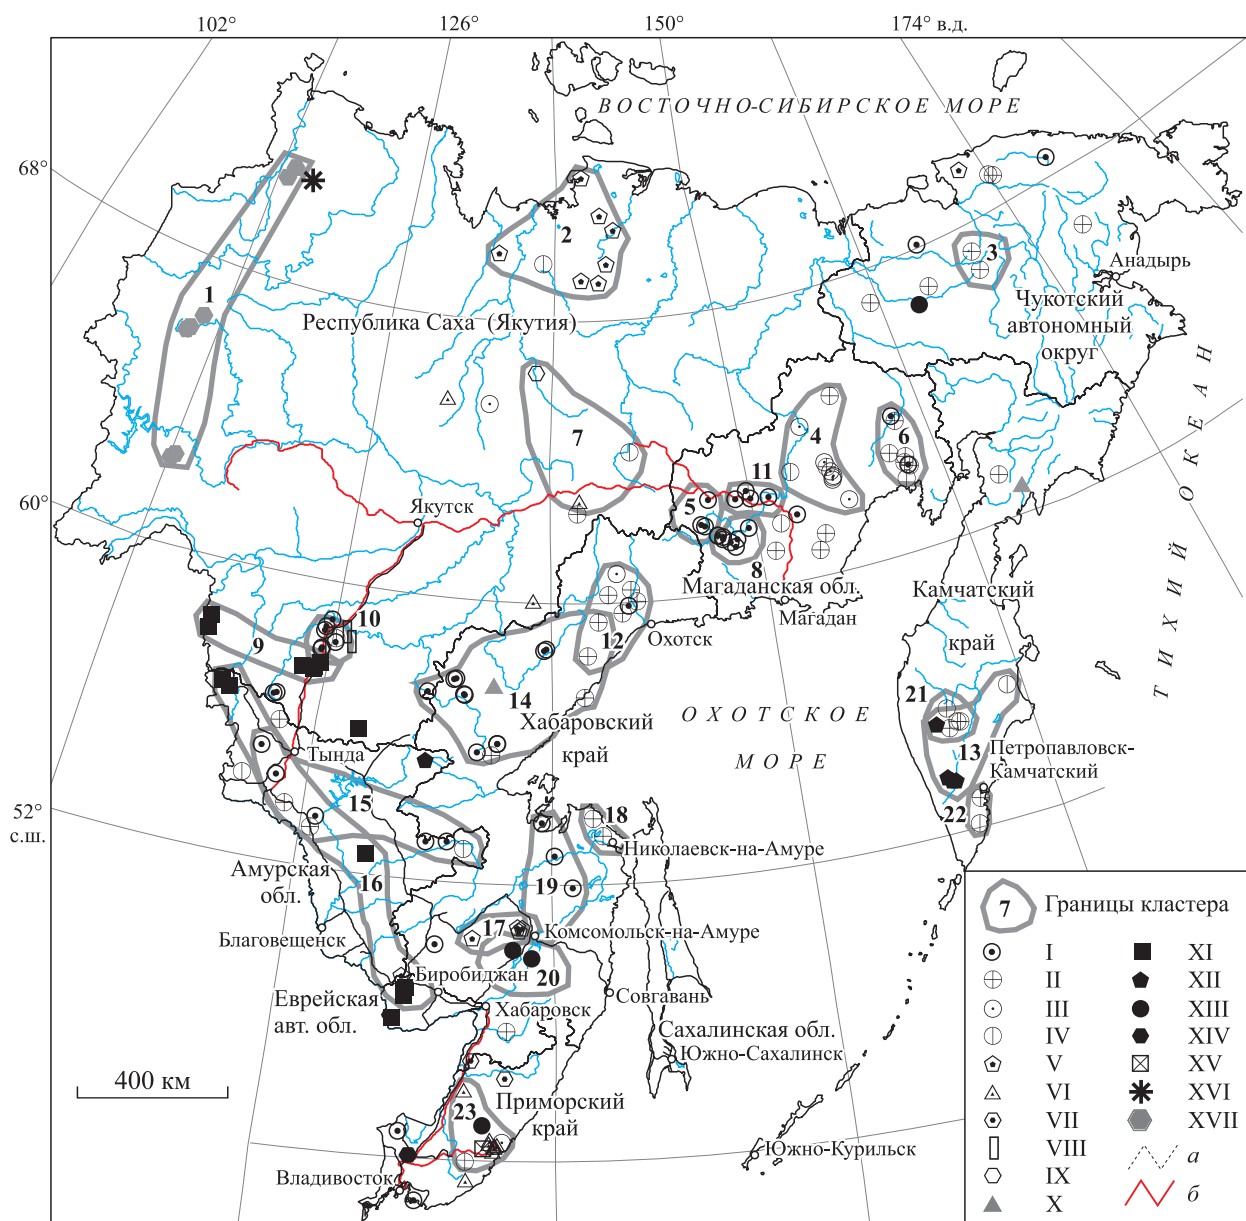 102°
126°
150°
174° в.д.
68°
60°
52°
с.ш.
ВОСТОЧНО-СИБИРСКОЕ МОРЕ
ТИХИЙ ОКЕАН
ОХОТСКОЕ
МОРЕ
Анадырь
Чукотский
автономный
округ
Республика Саха (Якутия)
Якутск
Магаданская обл.
Магадан
Охотск
Камчатский
край
Петропавловск-
Камчатский
Хабаровский
край
Тында
Амурская
обл.
Николаевск-на-Амуре
Благовещенск
Комсомольск-на-Амуре
Биробиджан
Еврейская
авт. обл.
Хабаровск
Совгавань
Сахалинская обл.
Южно-Сахалинск
Приморский
край
Владивосток
Южно-Курильск
400 км
1
2
3
4
5
6
7
8
9
10
11
12
13
14
15
16
17
18
19
20
21
22
23
7 Границы кластера
I
II
III
IV
V
VI
VII
VIII
IX
X
XI
XII
XIII
XIV
XV
XVI
XVII
а
б